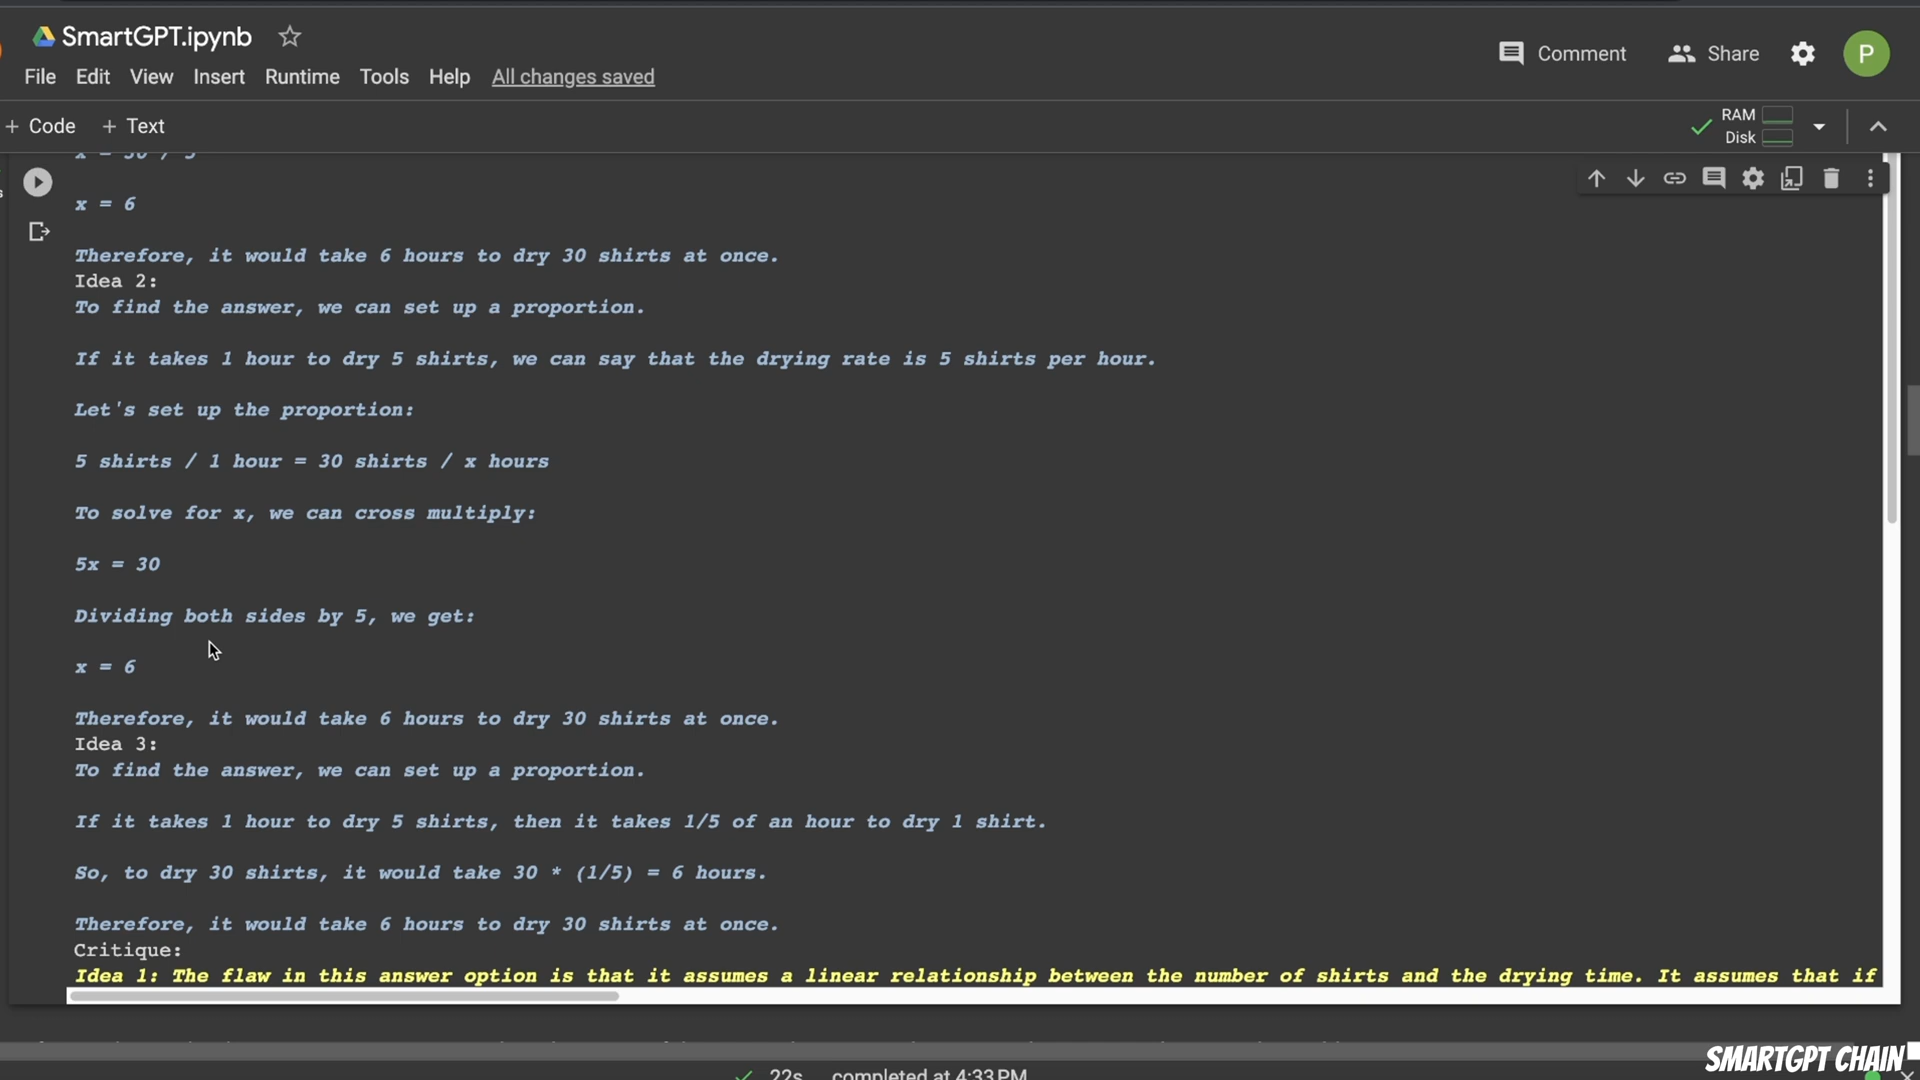 SmartGPT.ipynb
Comment
Share
P
File Edit View Insert Runtime Tools Help All changes saved
+ Code + Text
RAM
Disk
x = 30 / 5
x = 6
Therefore, it would take 6 hours to dry 30 shirts at once.
Idea 2:
To find the answer, we can set up a proportion.
If it takes 1 hour to dry 5 shirts, we can say that the drying rate is 5 shirts per hour.
Let's set up the proportion:
5 shirts / 1 hour = 30 shirts / x hours
To solve for x, we can cross multiply:
5x = 30
Dividing both sides by 5, we get:
x = 6
Therefore, it would take 6 hours to dry 30 shirts at once.
Idea 3:
To find the answer, we can set up a proportion.
If it takes 1 hour to dry 5 shirts, then it takes 1/5 of an hour to dry 1 shirt.
So, to dry 30 shirts, it would take 30 * (1/5) = 6 hours.
Therefore, it would take 6 hours to dry 30 shirts at once.
Critique:
Idea 1: The flaw in this answer option is that it assumes a linear relationship between the number of shirts and the drying time. It assumes that if
SMARTGPT CHAIN
22s completed at 4:33 PM